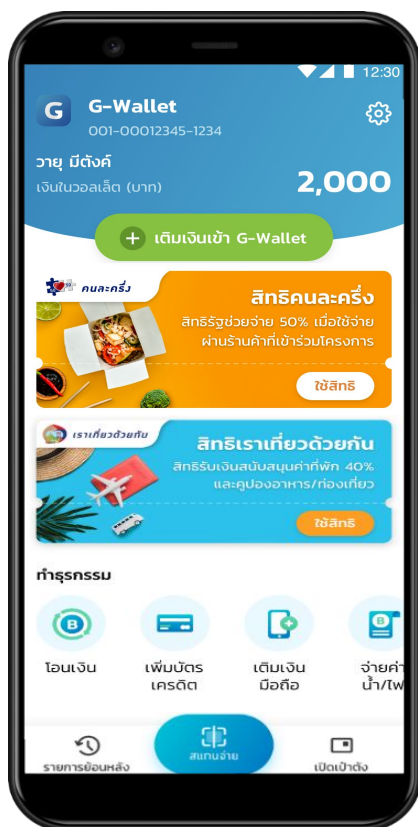 12:30
G
G-Wallet
001-00012345-1234
วายุ มีตังค์
เงินในวอลเล็ต (บาท)
2,000
+ เติมเงินเข้า G-Wallet
คนละครึ่ง
สิทธิคนละครึ่ง
สิทธิรัฐช่วยจ่าย 50% เมื่อใช้จ่าย
ผ่านร้านค้าที่เข้าร่วมโครงการ
ใช้สิทธิ
เราเที่ยวด้วยกัน
สิทธิเราเที่ยวด้วยกัน
สิทธิรับเงินสนับสนุนค่าที่พัก 40%
และคูปองอาหาร/ท่องเที่ยว
ใช้สิทธิ
ทำธุรกรรม
โอนเงิน
เพิ่มบัตร
เครดิต
เติมเงิน
มือถือ
จ่ายค่า
น้ำ/ไฟ
รายการย้อนหลัง
สแกนจ่าย
เปิดเป๋าตัง